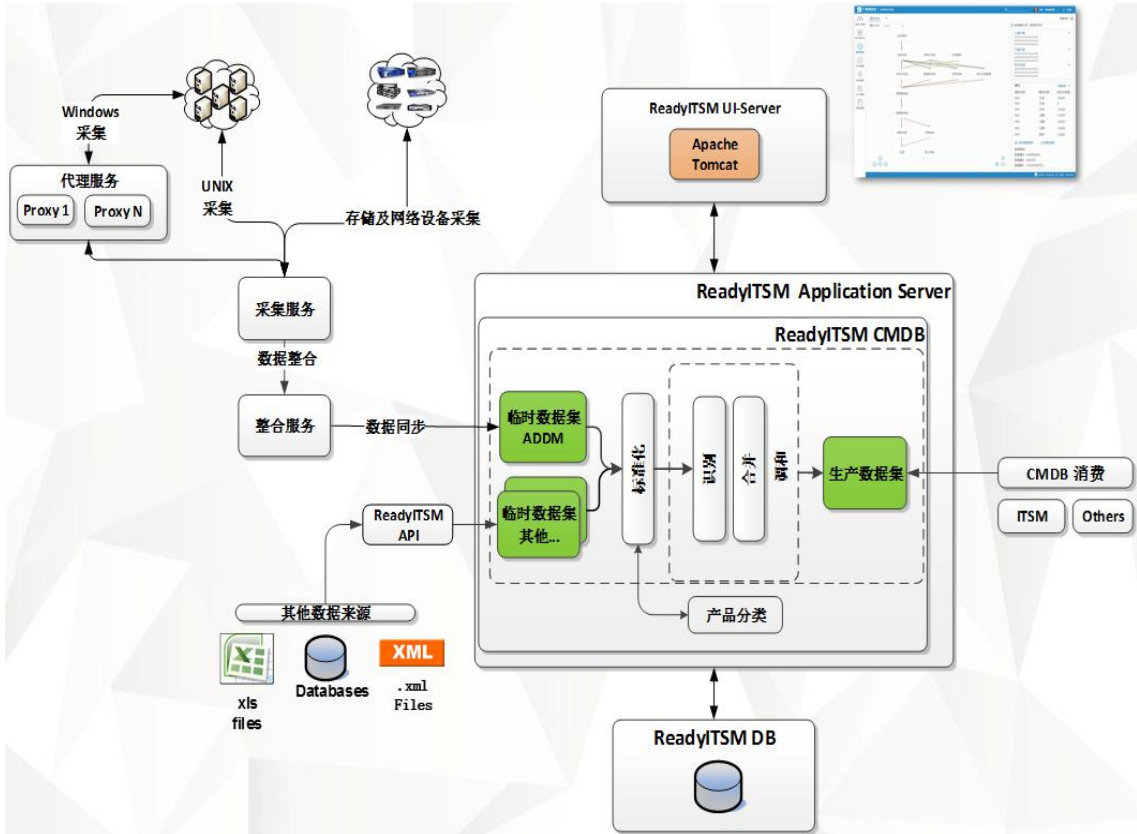 Windows
采集
代理服务
Proxy 1
Proxy N
UNIX
采集
存储及网络设备采集
采集服务
数据整合
整合服务
数据同步
ReadyITSM
API
其他数据来源
xls
files
Databases
XML
.xml
Files
ReadyITSM UI-Server
Apache
Tomcat
ReadyITSM Application Server
ReadyITSM CMDB
临时数据集
ADDM
临时数据集
其他...
标准化
识别
合并
调和
生产数据集
产品分类
CMDB 消费
ITSM
Others
ReadyITSM DB